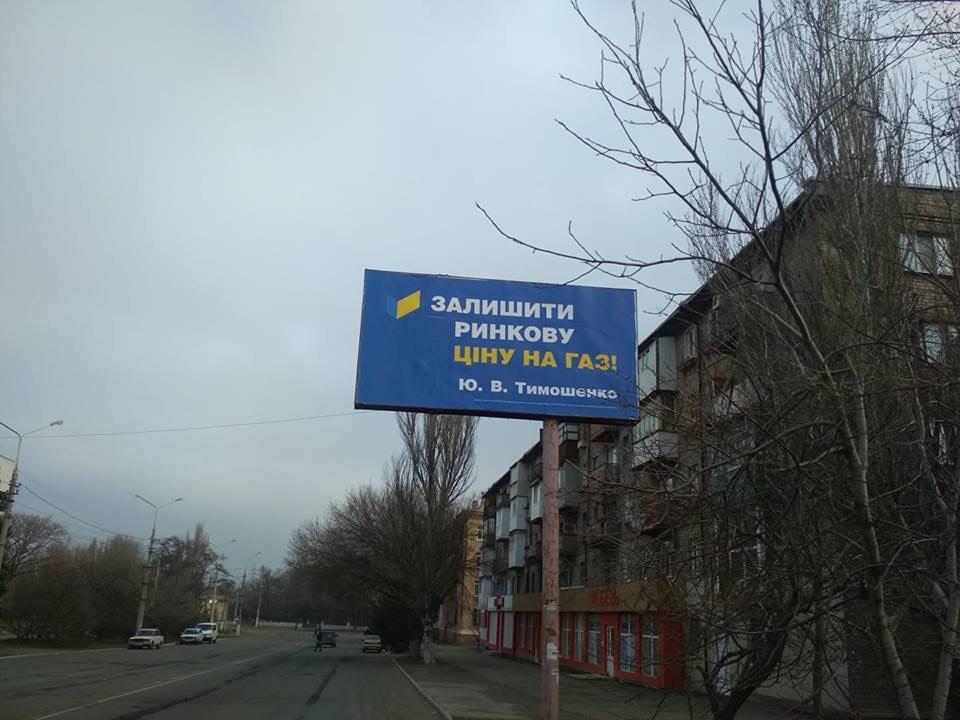 ЗАЛИШИТИ
РИНКОВУ
ЦІНУ НА ГАЗ!
Ю. В. Тимошенко